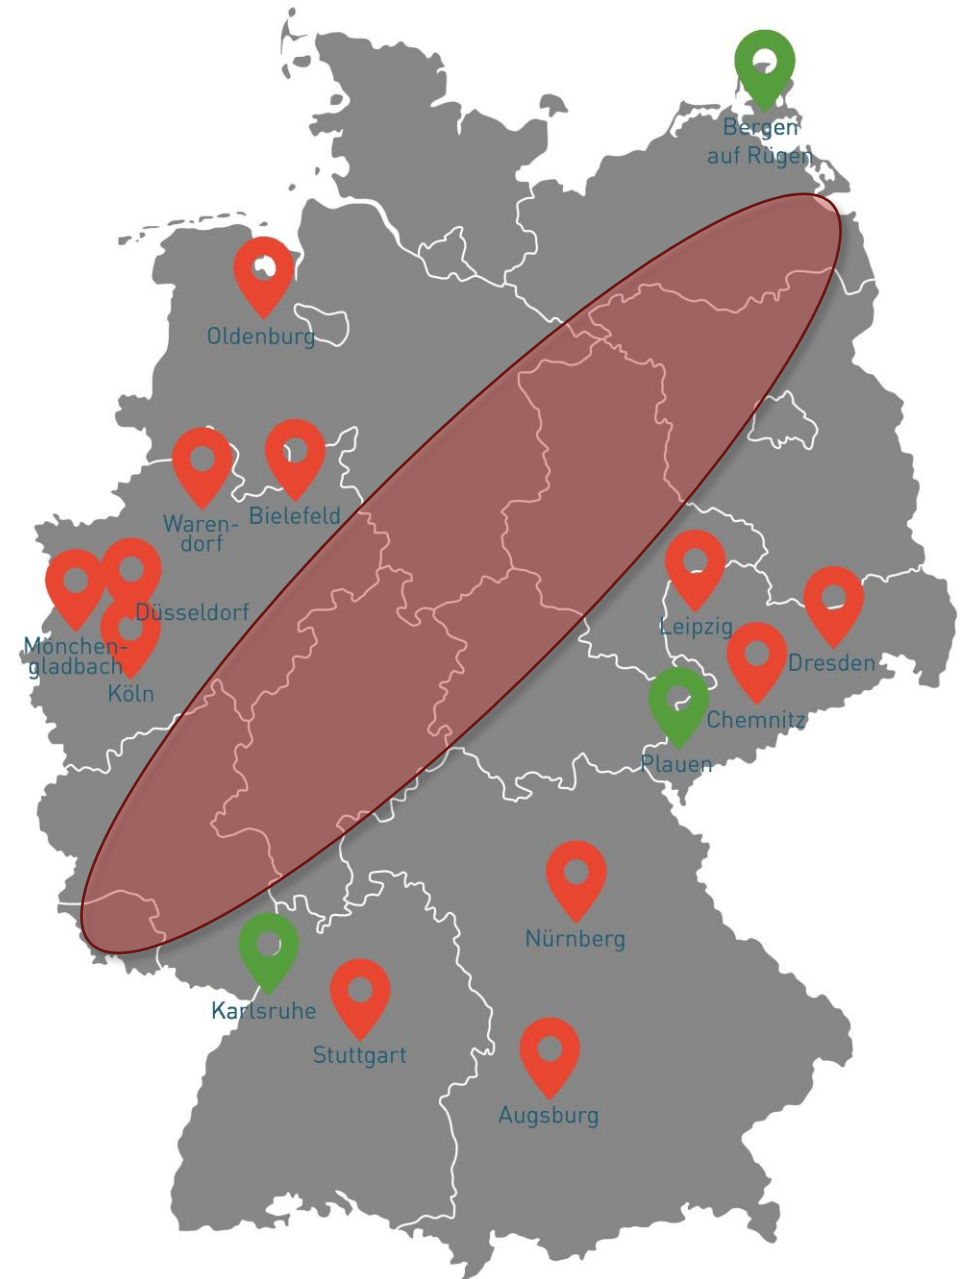 Bergen
auf Rügen
Oldenburg
Waren-
dorf
Bielefeld
Düsseldorf
Mönchen-
gladbach
Köln
Leipzig
Dresden
Chemnitz
Plauen
Nürnberg
Karlsruhe
Stuttgart
Augsburg